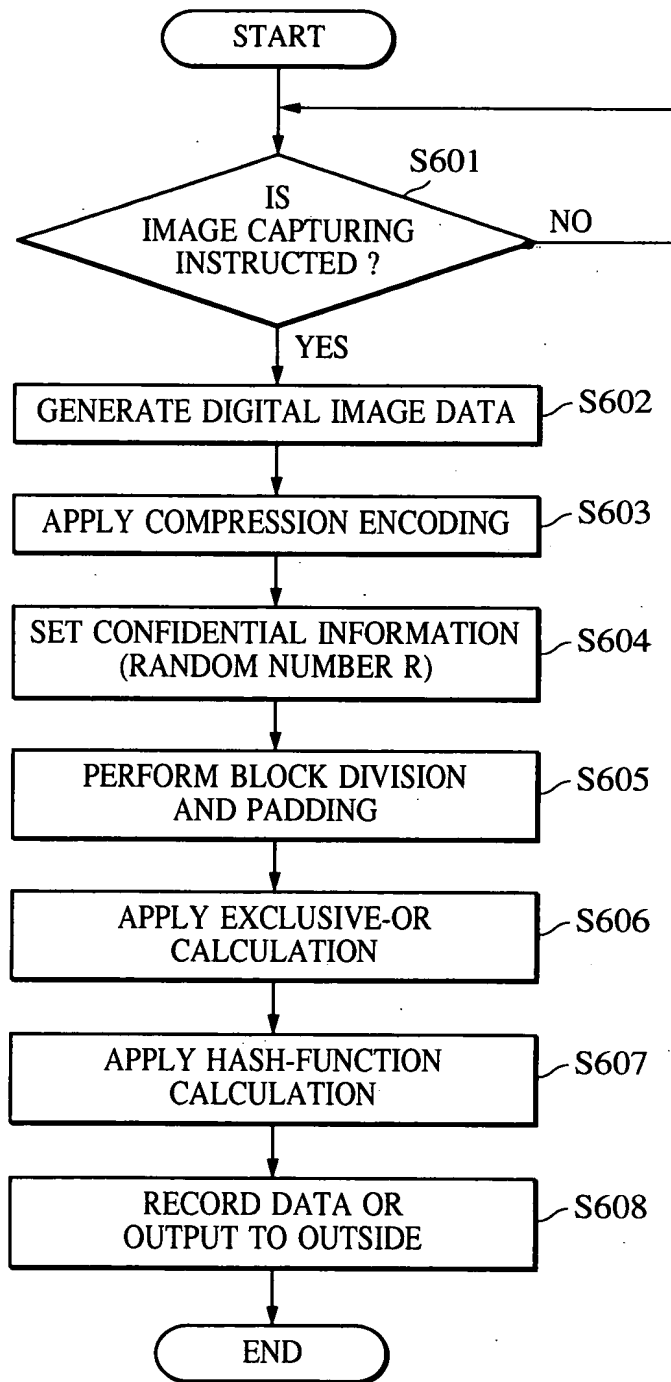 START
S601
IS
IMAGE CAPTURING
INSTRUCTED ?
NO
YES
GENERATE DIGITAL IMAGE DATA
S602
APPLY COMPRESSION ENCODING
S603
SET CONFIDENTIAL INFORMATION
(RANDOM NUMBER R)
S604
PERFORM BLOCK DIVISION
AND PADDING
S605
APPLY EXCLUSIVE-OR
CALCULATION
S606
APPLY HASH-FUNCTION
CALCULATION
S607
RECORD DATA OR
OUTPUT TO OUTSIDE
S608
END